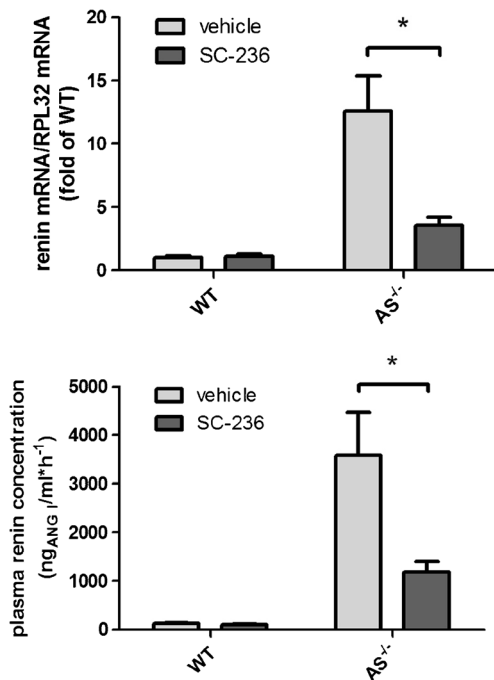 renin mRNA/RPL32 mRNA
(fold of WT)
20
15
10
5
0
vehicle
SC-236
*
WT
AS-/-
plasma renin concentration
(ngANG I/ml*h-1)
5000
4000
3000
2000
1000
0
vehicle
SC-236
*
WT
AS-/-